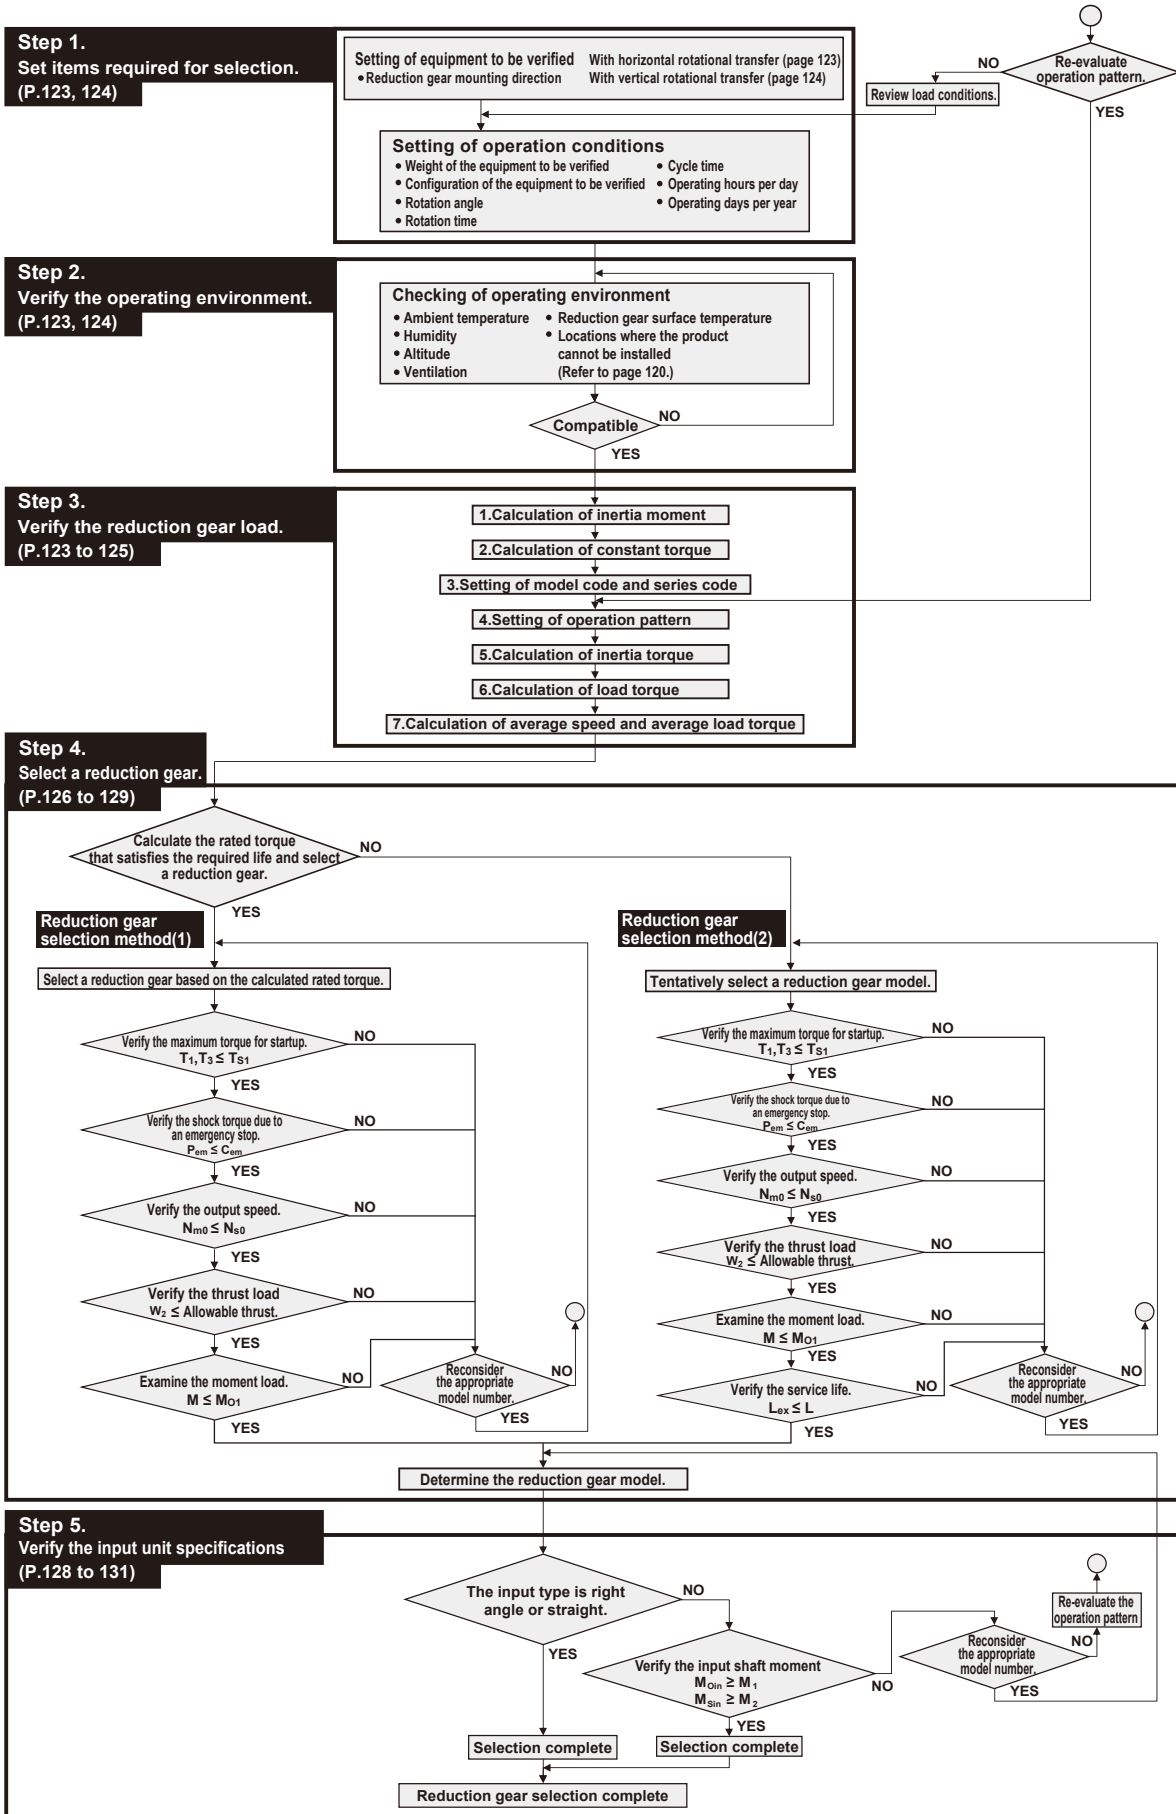 Step 1.
Set items required for selection.
(P.123, 124)
Setting of equipment to be verified
With horizontal rotational transfer (page 123)
• Reduction gear mounting direction
With vertical rotational transfer (page 124)
Re-evaluate
operation pattern.
NO
YES
Review load conditions.
Setting of operation conditions
• Weight of the equipment to be verified
• Configuration of the equipment to be verified
• Rotation angle
• Rotation time
• Cycle time
• Operating hours per day
• Operating days per year
Step 2.
Verify the operating environment.
(P.123, 124)
Checking of operating environment
• Ambient temperature
• Humidity
• Altitude
• Ventilation
• Reduction gear surface temperature
• Locations where the product
cannot be installed
(Refer to page 120.)
Compatible
NO
YES
Step 3.
Verify the reduction gear load.
(P.123 to 125)
1.Calculation of inertia moment
2.Calculation of constant torque
3.Setting of model code and series code
4.Setting of operation pattern
5.Calculation of inertia torque
6.Calculation of load torque
7.Calculation of average speed and average load torque
Step 4.
Select a reduction gear.
(P.126 to 129)
Calculate the rated torque
that satisfies the required life and select
a reduction gear.
NO
YES
Reduction gear
selection method(1)
Select a reduction gear based on the calculated rated torque.
Verify the maximum torque for startup.
T1,T3 ≤ TS1
NO
YES
Verify the shock torque due to
an emergency stop.
Pem ≤ Cem
NO
YES
Verify the output speed.
Nm0 ≤ Ns0
NO
YES
Verify the thrust load
W2 ≤ Allowable thrust.
NO
YES
Examine the moment load.
M ≤ MO1
NO
YES
Reconsider
the appropriate
model number.
NO
YES
Reduction gear
selection method(2)
Tentatively select a reduction gear model.
Verify the maximum torque for startup.
T1,T3 ≤ TS1
NO
YES
Verify the shock torque due to
an emergency stop.
Pem ≤ Cem
NO
YES
Verify the output speed.
Nm0 ≤ Ns0
NO
YES
Verify the thrust load
W2 ≤ Allowable thrust.
NO
YES
Examine the moment load.
M ≤ MO1
NO
YES
Verify the service life.
Lex ≤ L
NO
YES
Reconsider
the appropriate
model number.
NO
YES
Determine the reduction gear model.
Step 5.
Verify the input unit specifications
(P.128 to 131)
The input type is right
angle or straight.
NO
YES
Verify the input shaft moment
MOin ≥ M1
MSin ≥ M2
NO
YES
Reconsider
the appropriate
model number.
NO
YES
Re-evaluate the
operation pattern
Selection complete
Selection complete
Reduction gear selection complete